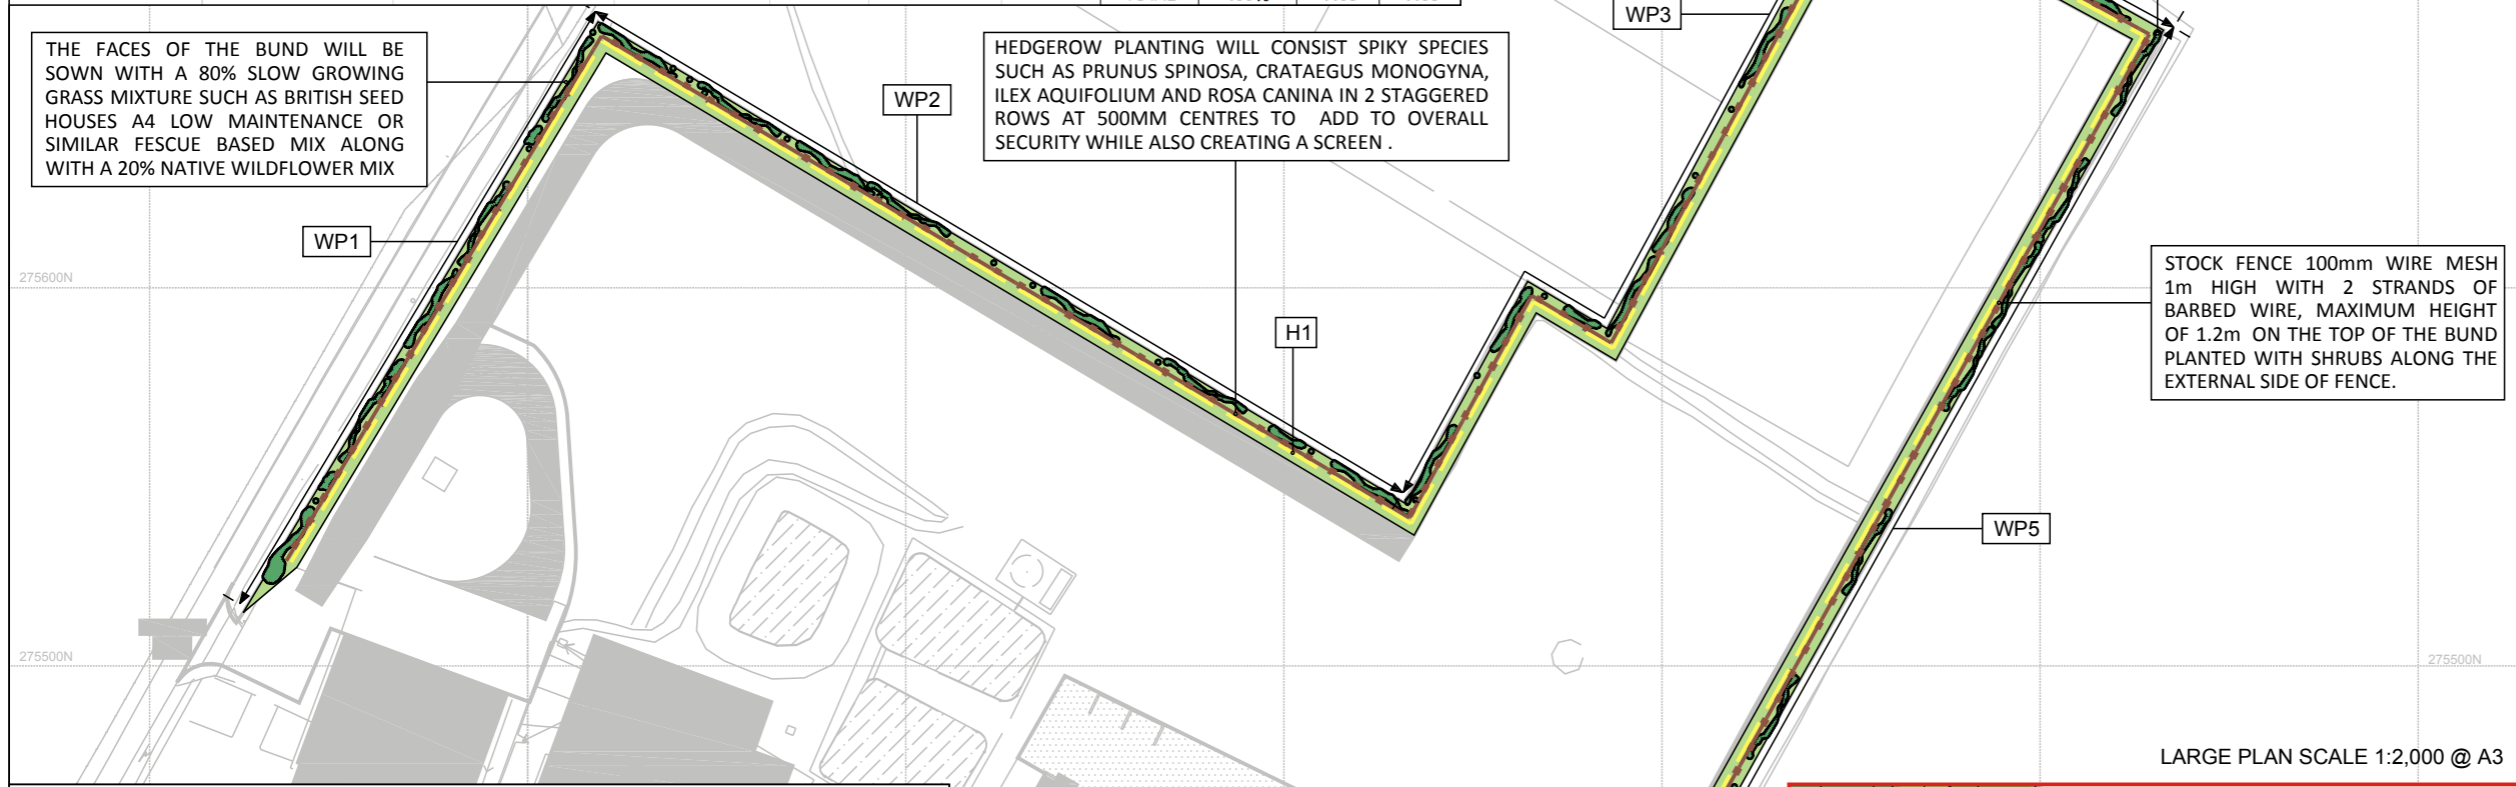 WP3
THE FACES OF THE BUND WILL BE
SOWN WITH A 80% SLOW GROWING
GRASS MIXTURE SUCH AS BRITISH SEED
HOUSES A4 LOW MAINTENANCE OR
SIMILAR FESCUE BASED MIX ALONG
WITH A 20% NATIVE WILDFLOWER MIX
HEDGEROW PLANTING WILL CONSIST SPIKY SPECIES
SUCH AS PRUNUS SPINOSA, CRATAEGUS MONOGYNA,
ILEX AQUIFOLIUM AND ROSA CANINA IN 2 STAGGERED
ROWS AT 500MM CENTRES TO ADD TO OVERALL
SECURITY WHILE ALSO CREATING A SCREEN .
WP2
WP1
275600N
STOCK FENCE 100mm WIRE MESH
1m HIGH WITH 2 STRANDS OF
BARBED WIRE, MAXIMUM HEIGHT
OF 1.2m ON THE TOP OF THE BUND
PLANTED WITH SHRUBS ALONG THE
EXTERNAL SIDE OF FENCE.
H1
WP5
275500N
275500N
LARGE PLAN SCALE 1:2,000 @ A3